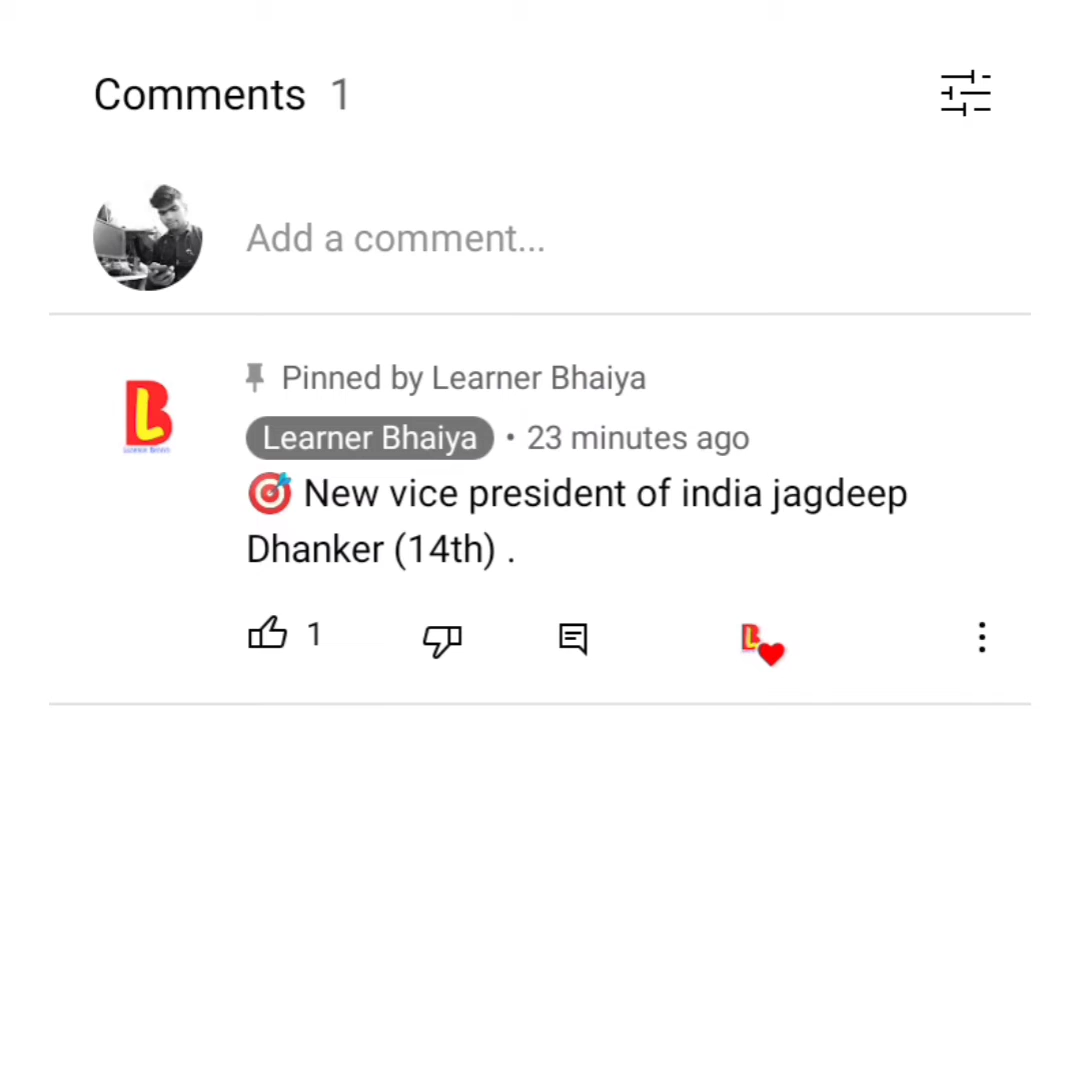 Comments 1
Add a comment...
Pinned by Learner Bhaiya
Learner Bhaiya • 23 minutes ago
🎯 New vice president of india jagdeep
Dhanker (14th) .
1